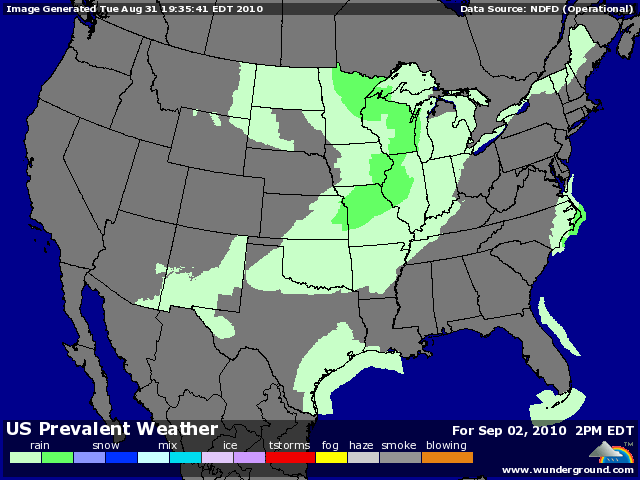 Image Generated Tue Aug 31 19:35:41 EDT 2010 Data Source: NDFD (Operational)
US Prevalent Weather For Sep 02, 2010 2PM EDT
rain snow mix ice tstorms fog haze smoke blowing
TM
www.wunderground.com